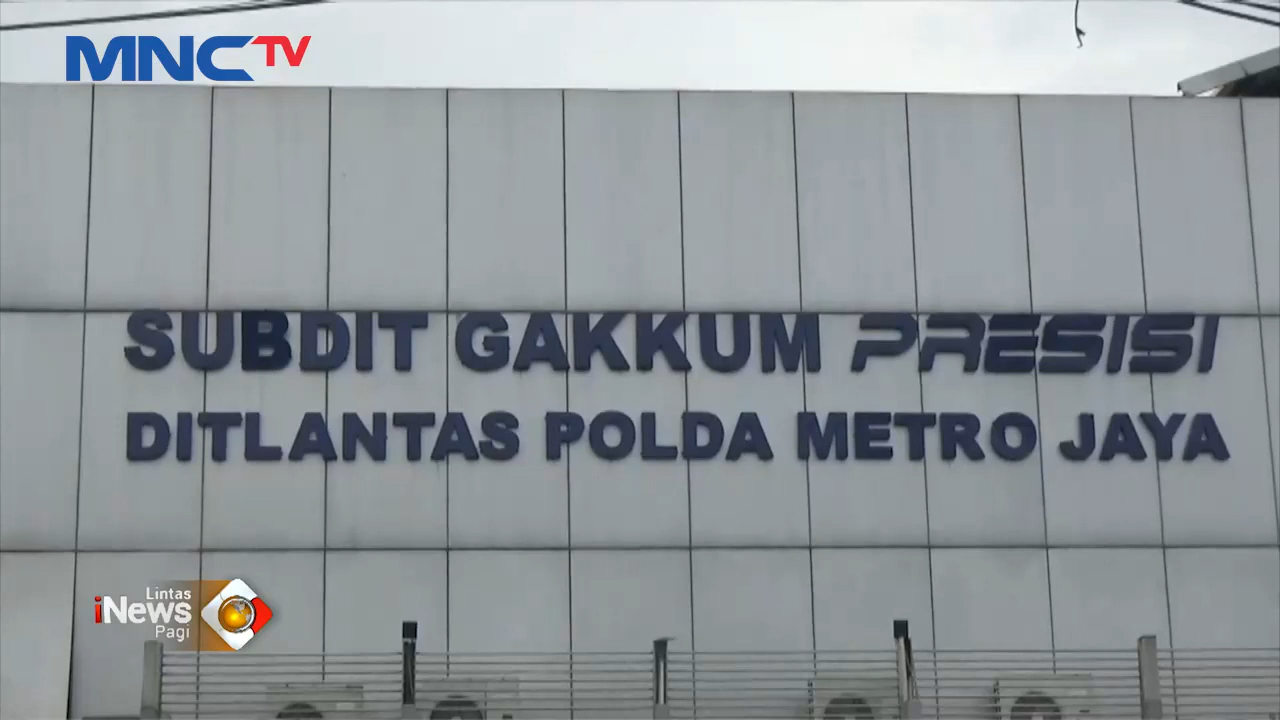 MNCTV
SUBDIT GAKKUM PRESISI
DITLANTAS POLDA METRO JAYA
Lintas
iNews
Pagi